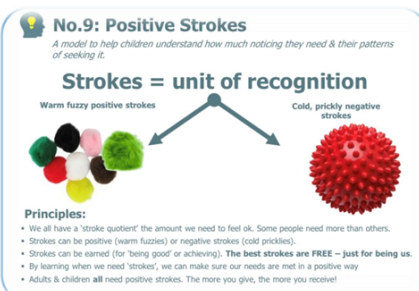 No.9: Positive Strokes
A model to help children understand how much noticing they need & their patterns
of seeking it.
Strokes = unit of recognition
Warm fuzzy positive strokes
Cold, prickly negative
strokes
Principles:
• We all have a 'stroke quotient' the amount we need to feel ok. Some people need more than others.
• Strokes can be positive (warm fuzzies) or negative strokes (cold pricklies).
• Strokes can be earned (for 'being good' or achieving). The best strokes are FREE – just for being us.
• By learning when we need 'strokes', we can make sure our needs are met in a positive way
• Adults & children all need positive strokes. The more you give, the more you receive!